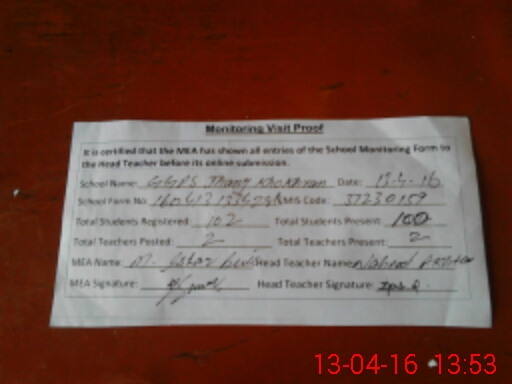 Monitoring Visit Proof
It is certified that the MEA has shown all entries of the School Monitoring Form to
the Head Teacher before its online submission.
School Name: GGPS Jhang Date: 13-4-16
School Form No. EMIS Code: 37230159
Total Students Registered: 102 Total Students Present: 100
Total Teachers Posted: 2 Total Teachers Present: 2
MEA Name: M. Head Teacher Name:
MEA Signature: Head Teacher Signature:
13-04-16 13:53